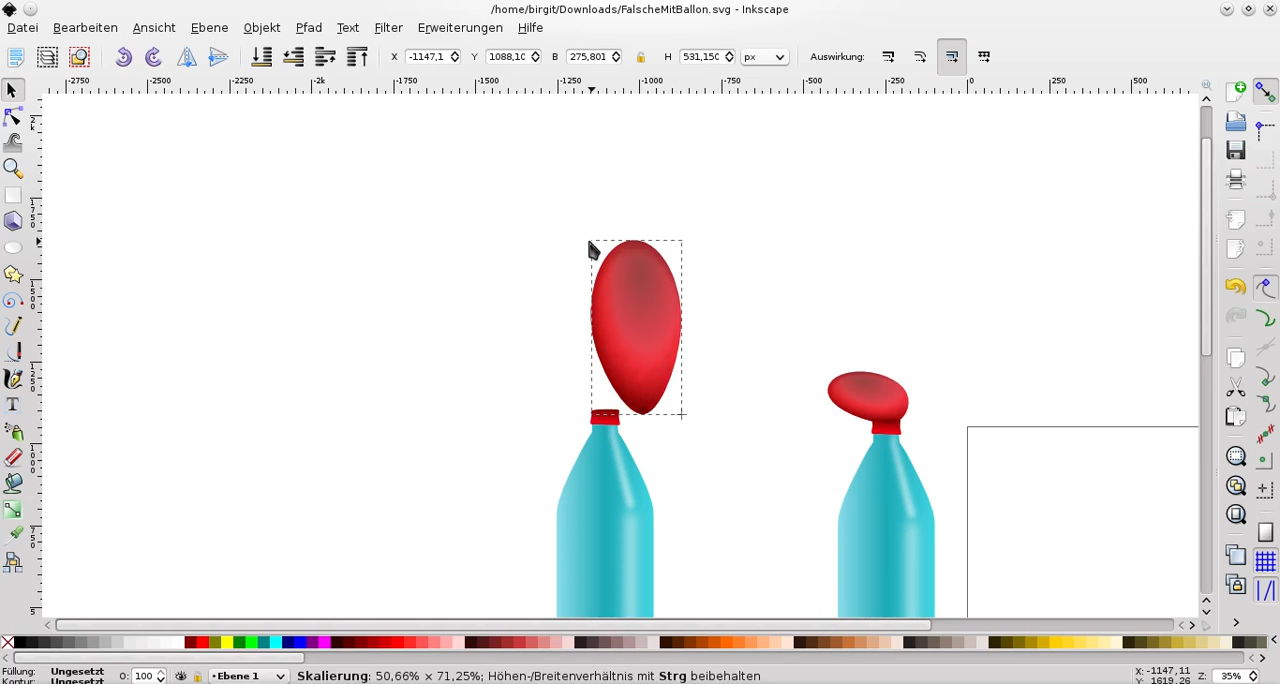 /home/birgit/Downloads/FalscheMitBallon.svg - Inkscape
Datei Bearbeiten Ansicht Ebene Objekt Pfad Text Filter Erweiterungen Hilfe
X -1147,1 Y 1088,10 B 275,801 H 531,150 px Auswirkung:
-2750 -2500 -2250 -2k -1750 -1500 -1250 -1000 -750 -500 -250 0 250 500
Füllung: Ungesetzt
Kontur: Ungesetzt
O: 100 •Ebene 1 Skalierung: 50,66% × 71,25%; Höhen-/Breitenverhältnis mit Strg beibehalten
X: -1147,11
Y: 1619,26
Z: 35%